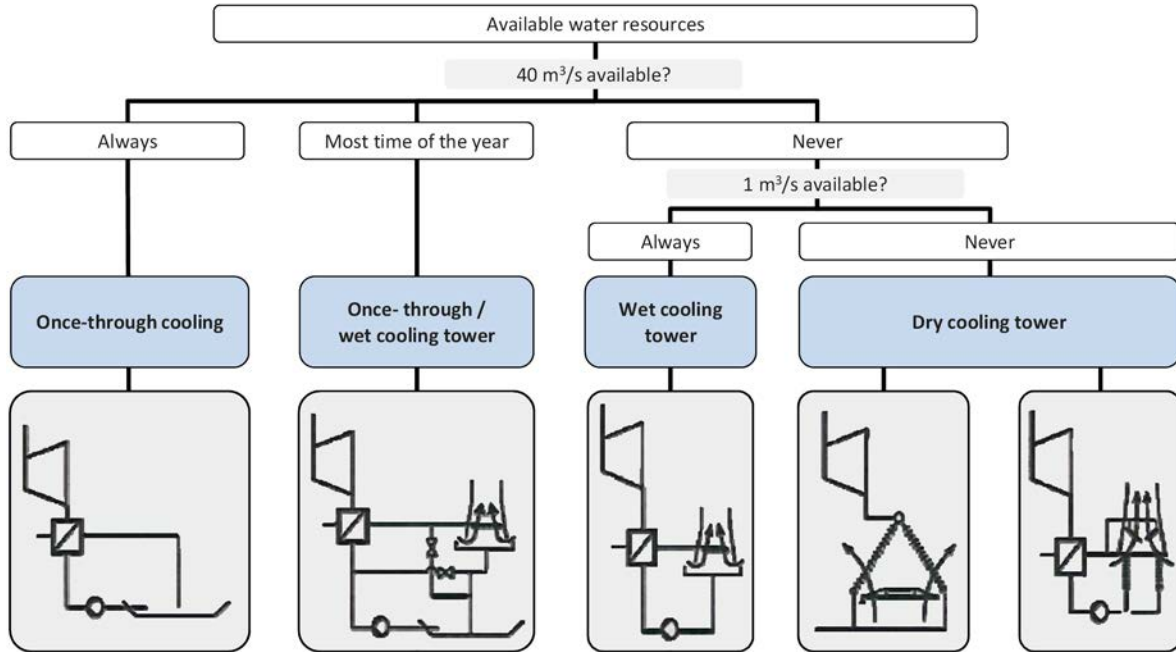 Available water resources
40 m³/s available?
Always
Most time of the year
Never
1 m³/s available?
Always
Never
Once-through cooling
Once- through /
wet cooling tower
Wet cooling
tower
Dry cooling tower